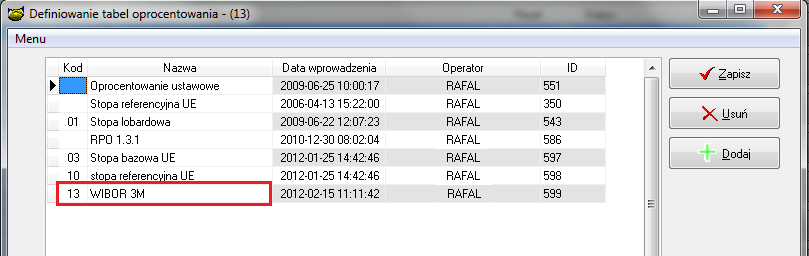 Definiowanie tabel oprocentowania - (13)
Menu
Kod Nazwa Data wprowadzenia Operator ID
Oprocentowanie ustawowe 2009-06-25 10:00:17 RAFAL 551
Stopa referencyjna UE 2006-04-13 15:22:00 RAFAL 350
01 Stopa lobardowa 2009-06-22 12:07:23 RAFAL 543
RPO 1.3.1 2010-12-30 08:02:04 RAFAL 586
03 Stopa bazowa UE 2012-01-25 14:42:46 RAFAL 597
10 stopa referencyjna UE 2012-01-25 14:42:46 RAFAL 598
13 WIBOR 3M 2012-02-15 11:11:42 RAFAL 599
Zapisz
Usuń
Dodaj